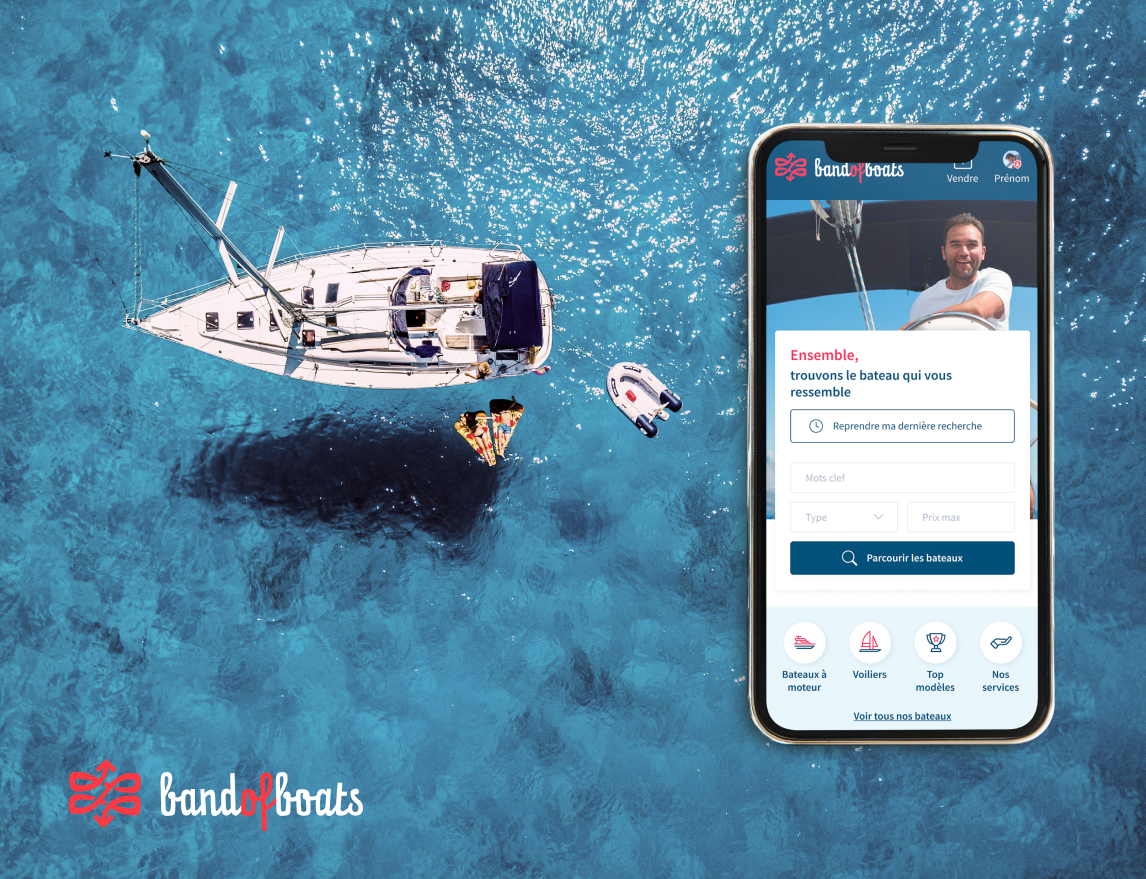 bandofboats
Vendre
Prénom
Ensemble,
trouvons le bateau qui vous
ressemble
Reprendre ma dernière recherche
Mots clef
Type
Prix max
Parcourir les bateaux
Bateaux à
moteur
Voiliers
Top
modèles
Nos
services
Voir tous nos bateaux
bandofboats